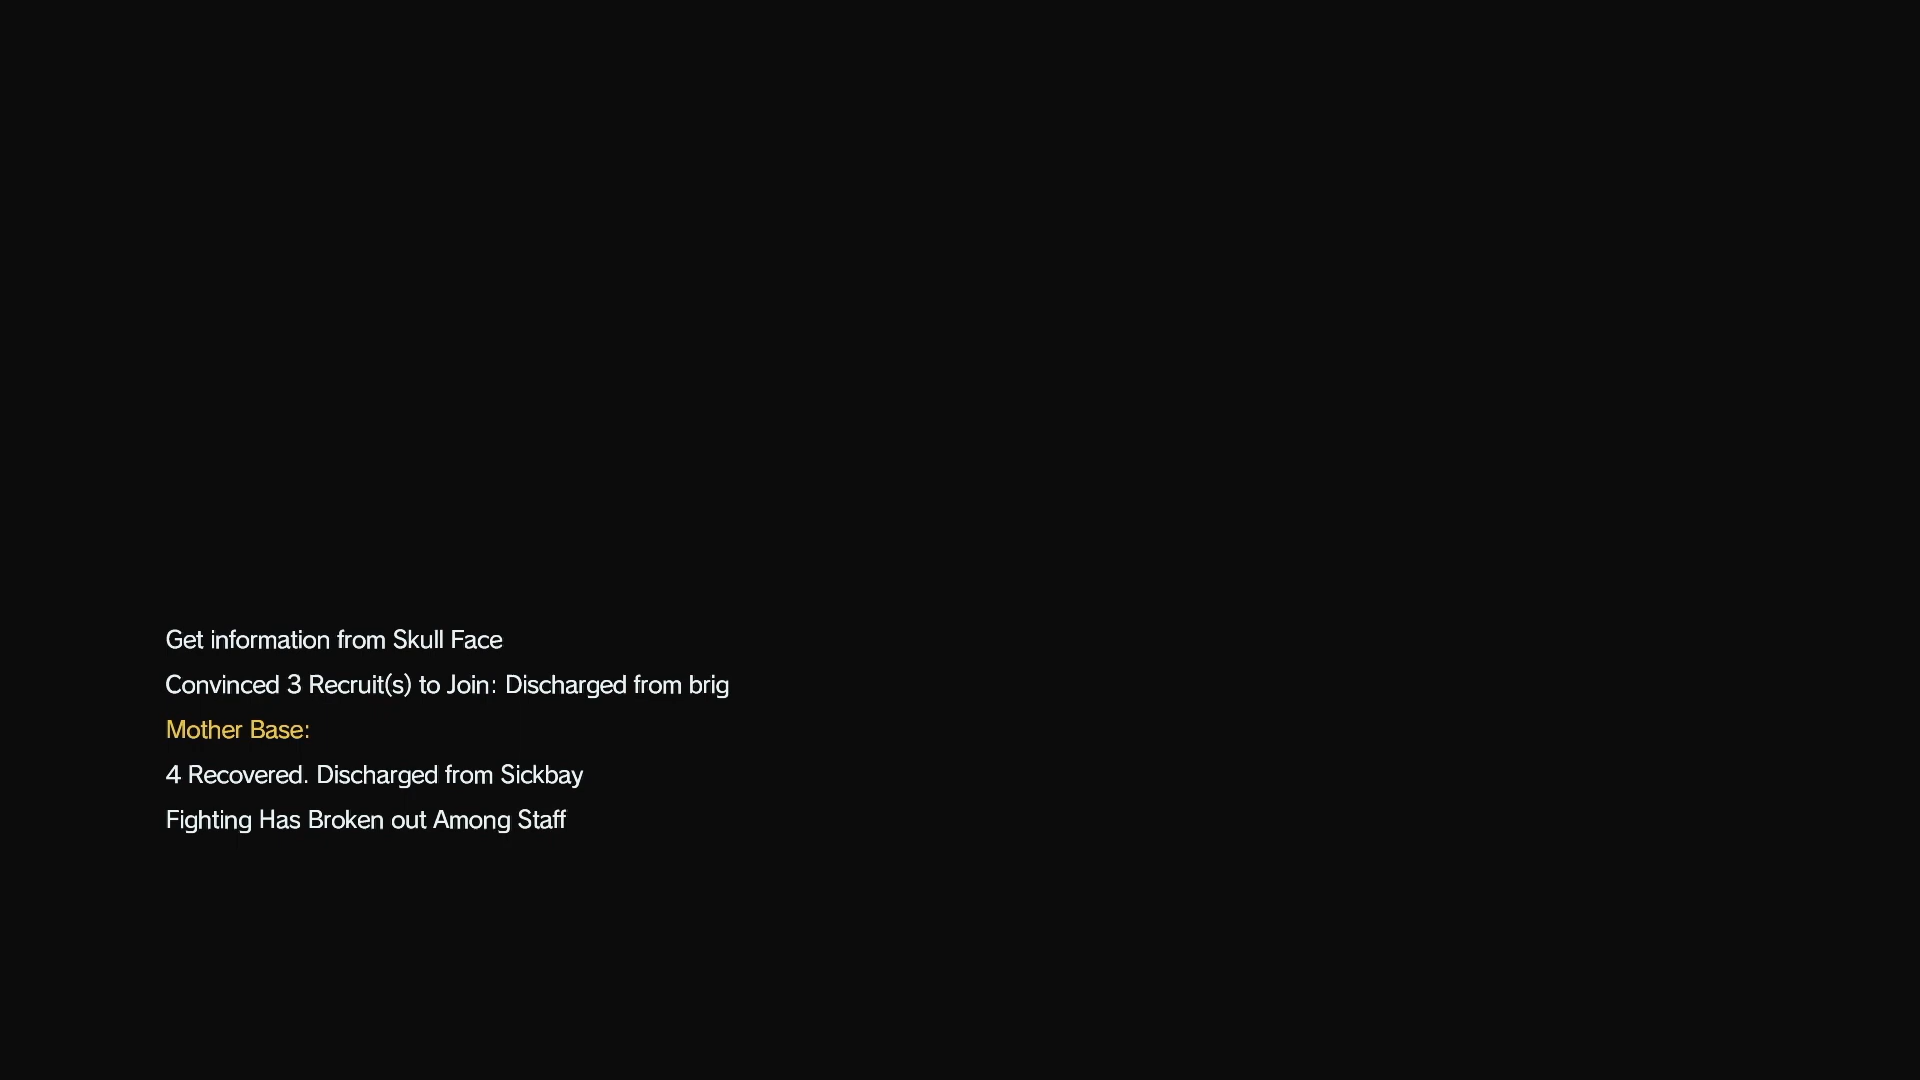 Get information from Skull Face
Convinced 3 Recruit(s) to Join: Discharged from brig
Mother Base:
4 Recovered. Discharged from Sickbay
Fighting Has Broken out Among Staff